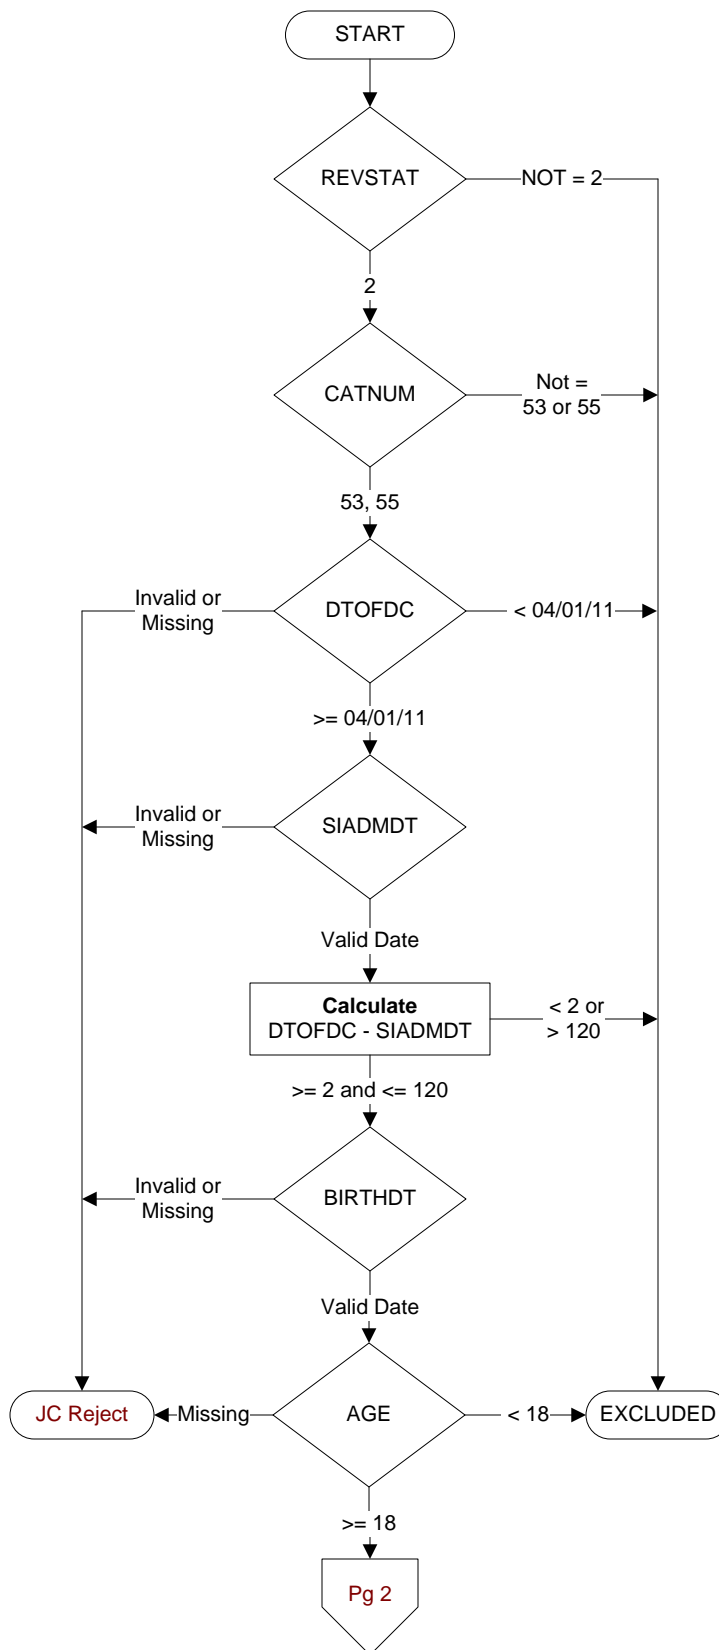 START
REVSTAT
NOT = 2
2
CATNUM
Not =
53 or 55
53, 55
Invalid or
Missing
DTOFDC
< 04/01/11
>= 04/01/11
Invalid or
Missing
SIADMDT
Valid Date
Calculate
DTOFDC - SIADMDT
< 2 or
> 120
>= 2 and <= 120
Invalid or
Missing
BIRTHDT
Valid Date
JC Reject
Missing
AGE
< 18
EXCLUDED
>= 18
Pg 2